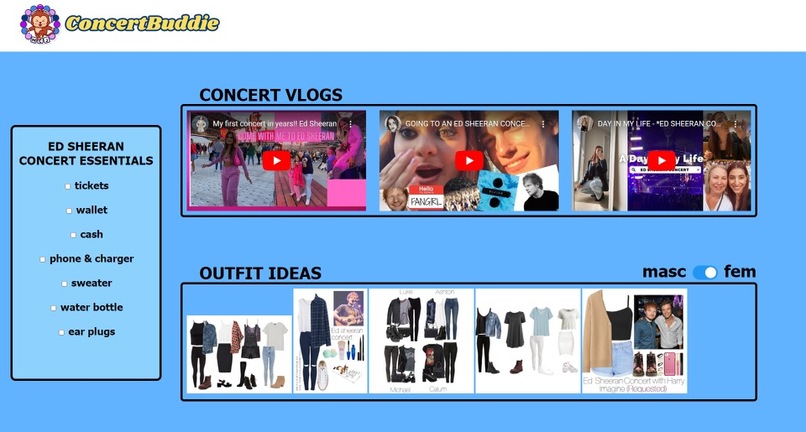 ConcertBuddie
CONCERT VLOGS
My first concert in years!! Ed Sheeran
COME WITH ME TO ED SHEERAN
GOING TO AN ED SHEERAN CONCE...
Hello
FANGIRL
DAY IN MY LIFE - *ED SHEERAN CO...
A Day In My Life
ED SHEERAN CONCERT
ED SHEERAN
CONCERT ESSENTIALS
tickets
wallet
cash
phone & charger
sweater
water bottle
ear plugs
OUTFIT IDEAS
masc
fem
Ed sheeran
concert
Luke
Ashton
Michael
Calum
Ed Sheeran Concert with Harry
imagine (Requested)